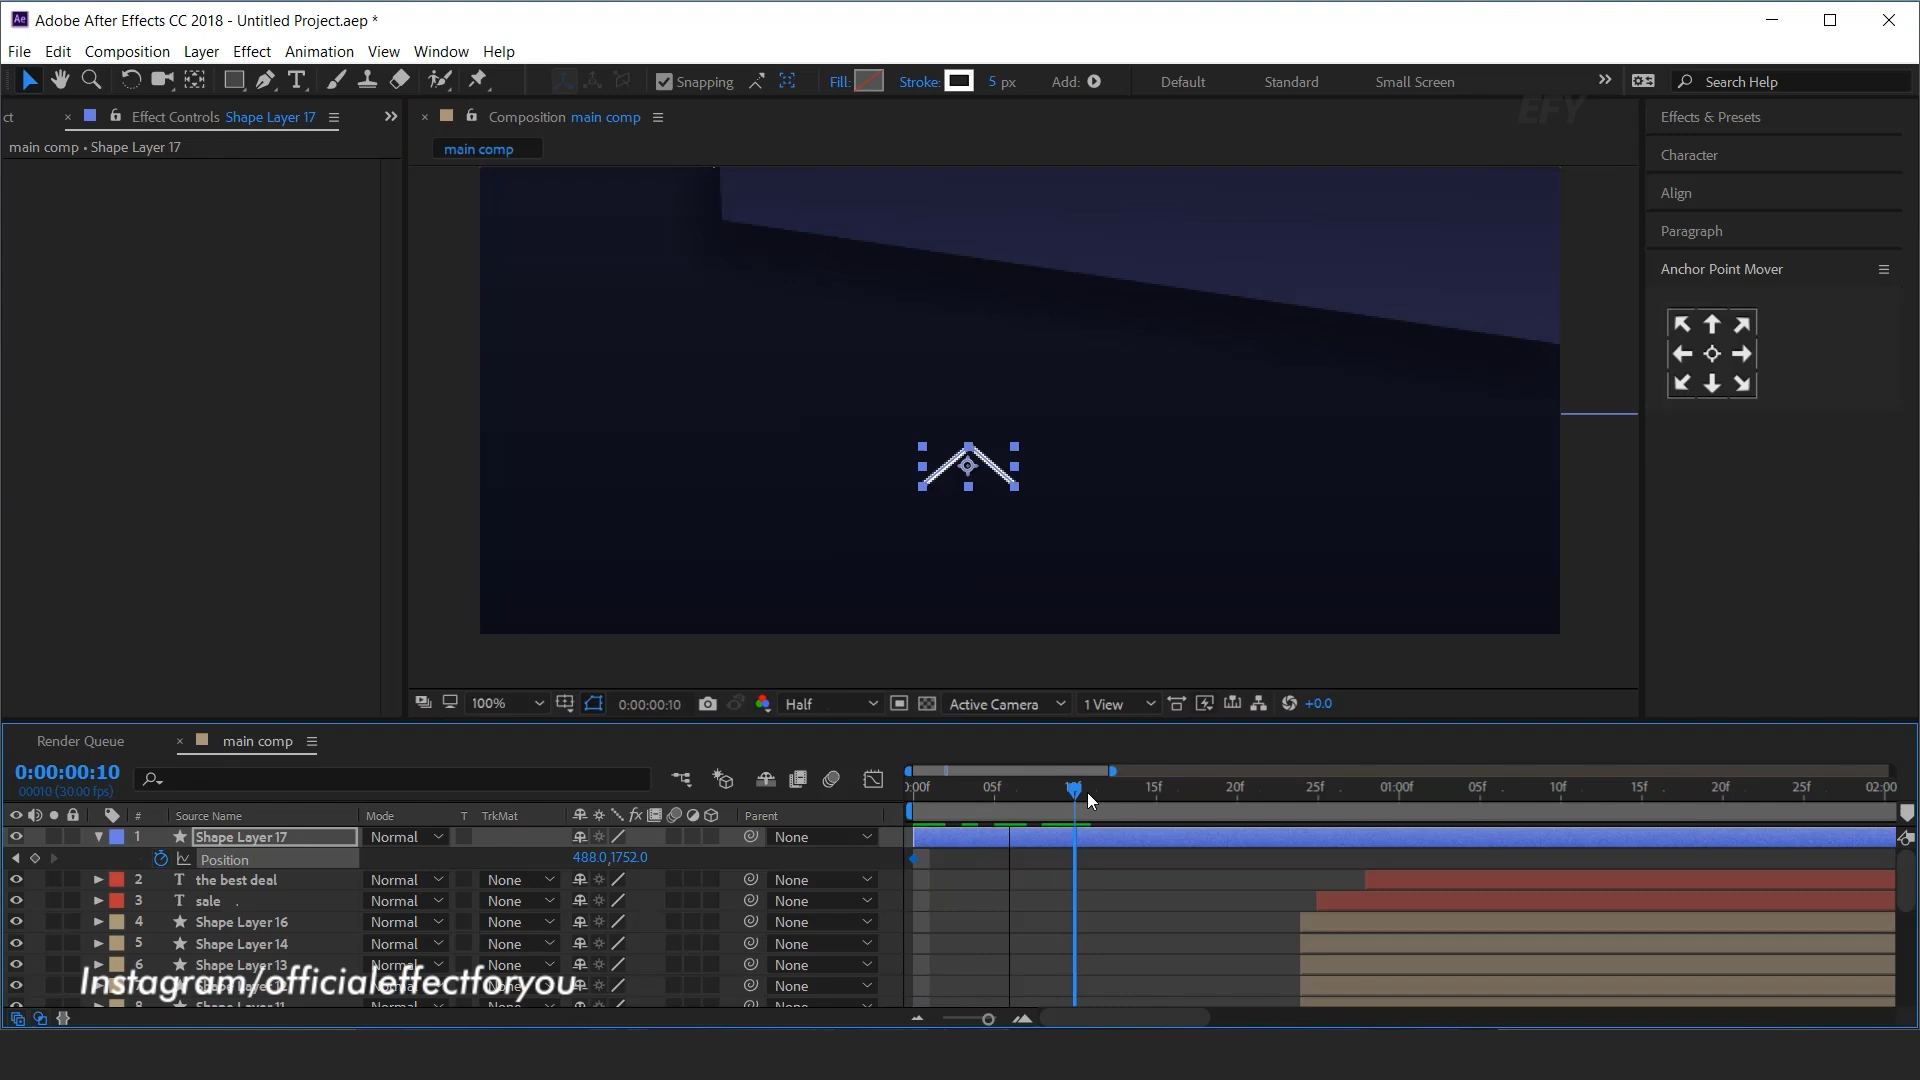 Adobe After Effects CC 2018 - Untitled Project.aep *
File Edit Composition Layer Effect Animation View Window Help
Snapping Fill: Stroke: 5 px Add: Default Standard Small Screen Search Help
ct Effect Controls Shape Layer 17
Composition main comp
EFY
main comp • Shape Layer 17
main comp
Effects & Presets
Character
Align
Paragraph
Anchor Point Mover
100% 0:00:00:10 Half Active Camera 1 View +0.0
Render Queue main comp
0:00:00:10
00010 (30.00 fps)
0:00f 05f 10f 15f 20f 25f 01:00f 05f 10f 15f 20f 25f 02:00
# Source Name Mode T TrkMat fx Parent
1 Shape Layer 17 Normal None
Position 488.0,1752.0
2 T the best deal Normal None None
3 T sale . Normal None None
4 Shape Layer 16 Normal None None
5 Shape Layer 14 Normal None None
6 Shape Layer 13 Normal None None
Normal None None
Instagram/officialeffectforyou